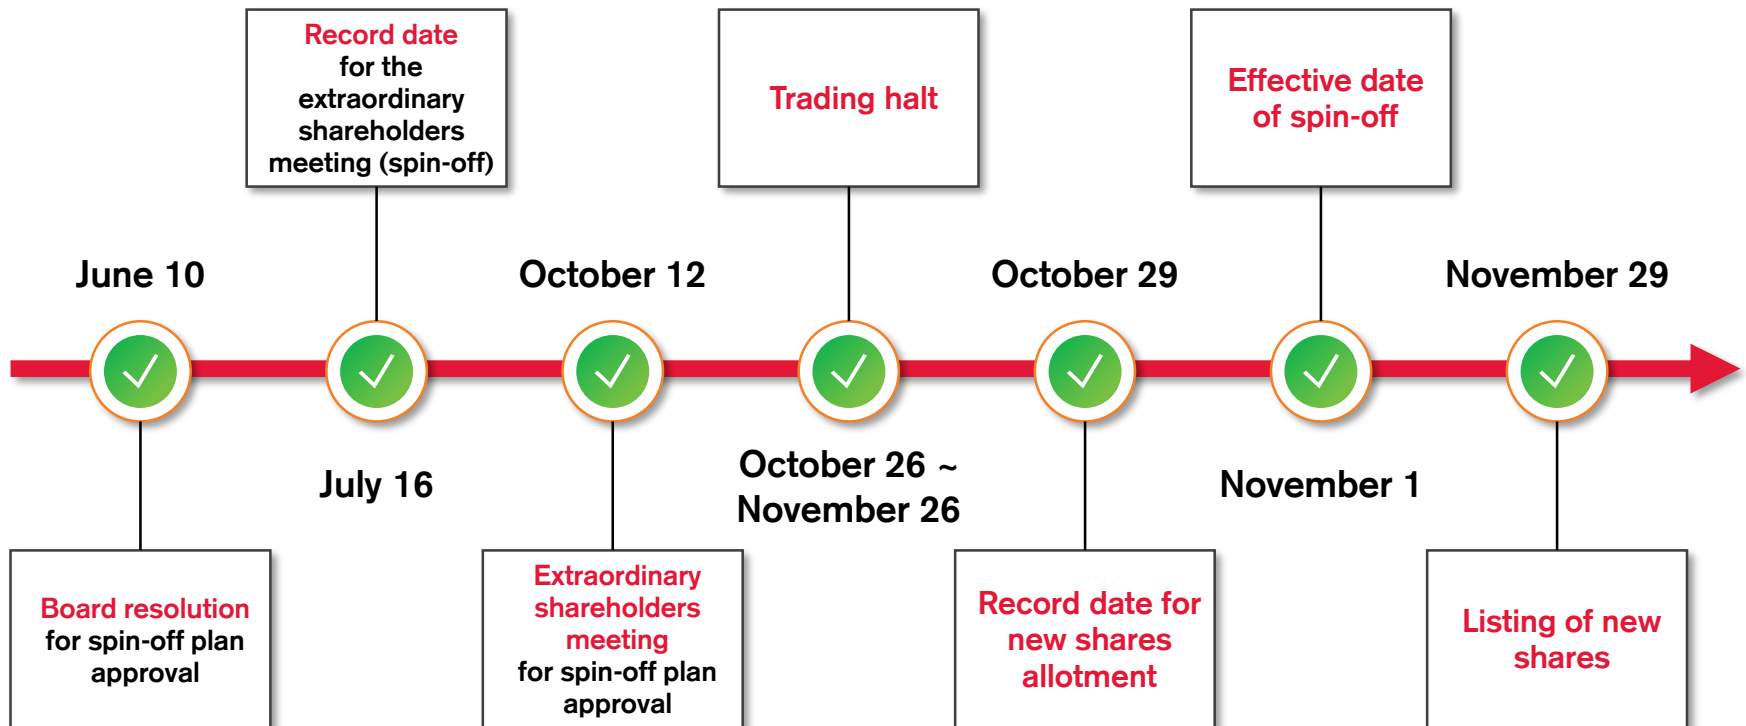 Record date
for the
extraordinary
shareholders
meeting (spin-off)
Trading halt
Effective date
of spin-off
June 10
October 12
October 29
November 29
July 16
October 26 ~
November 26
November 1
Board resolution
for spin-off plan
approval
Extraordinary
shareholders
meeting
for spin-off plan
approval
Record date for
new shares
allotment
Listing of new
shares